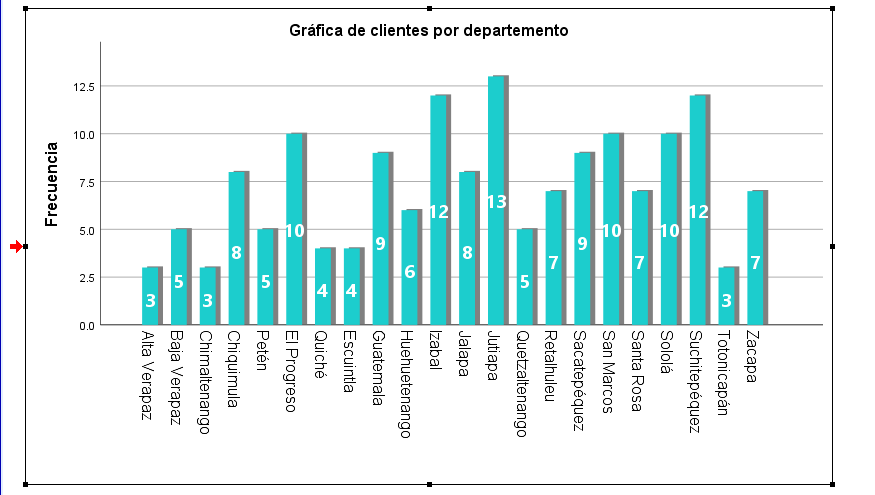 Gráfica de clientes por departemento
Frecuencia
12.5
10.0
7.5
5.0
2.5
0.0
3
5
3
8
5
10
4
4
9
6
12
8
13
5
7
9
10
7
10
12
3
7
Alta Verapaz
Baja Verapaz
Chimaltenango
Chiquimula
Petén
El Progreso
Quiché
Escuintla
Guatemala
Huehuetenango
Izabal
Jalapa
Jutiapa
Quetzaltenango
Retalhuleu
Sacatepéquez
San Marcos
Santa Rosa
Sololá
Suchitepéquez
Totonicapán
Zacapa